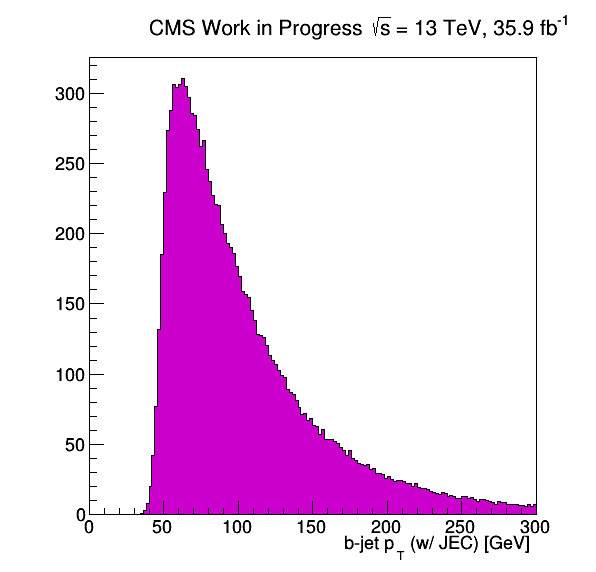 CMS Work in Progress √s = 13 TeV, 35.9 fb⁻¹
300
250
200
150
100
50
0
0 50 100 150 200 250 300
b-jet p_T (w/ JEC) [GeV]